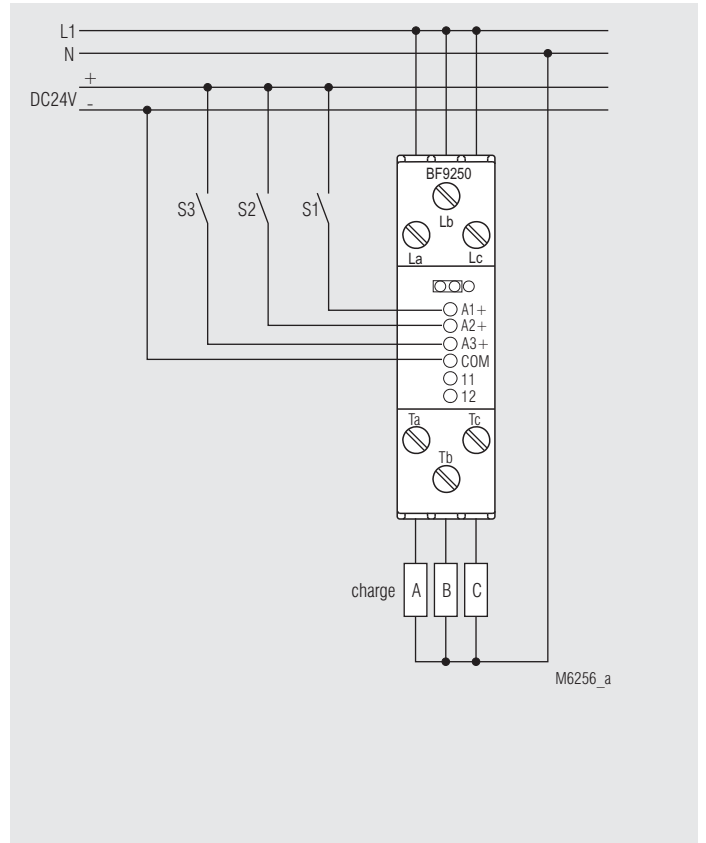 L1
N
+
DC24V
-
BF9250
Lb
La
Lc
S3
S2
S1
A1+
A2+
A3+
COM
11
12
Ta
Tc
Tb
charge
A
B
C
M6256_a